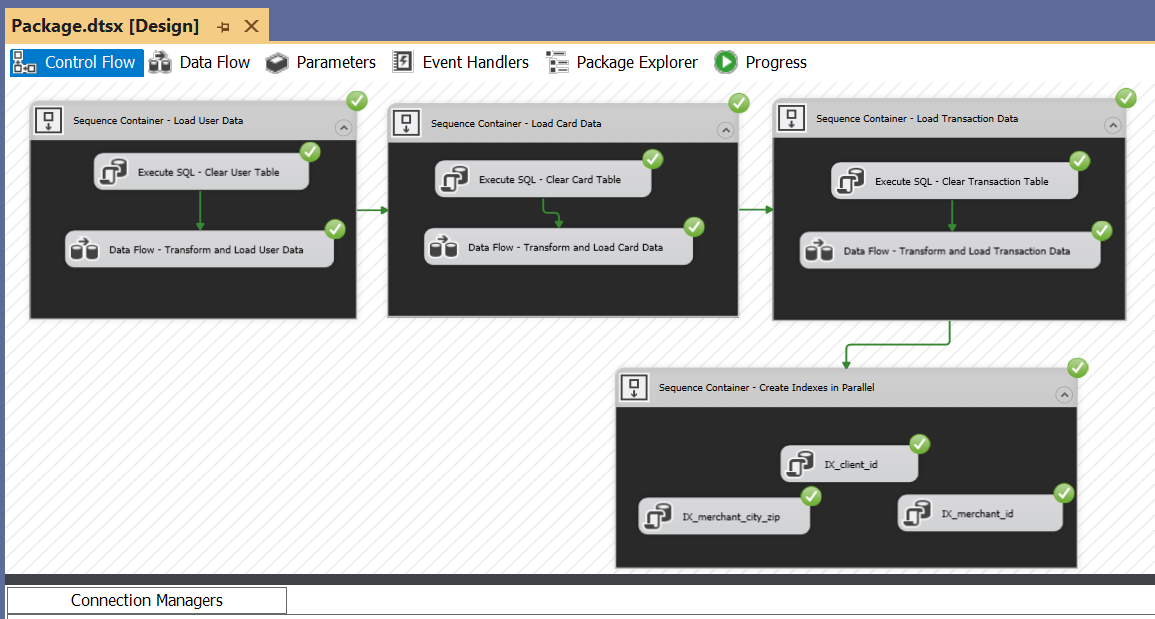 Package.dtsx [Design]
Control Flow
Data Flow
Parameters
Event Handlers
Package Explorer
Progress
Sequence Container - Load User Data
Execute SQL - Clear User Table
Data Flow - Transform and Load User Data
Sequence Container - Load Card Data
Execute SQL - Clear Card Table
Data Flow - Transform and Load Card Data
Sequence Container - Load Transaction Data
Execute SQL - Clear Transaction Table
Data Flow - Transform and Load Transaction Data
Sequence Container - Create Indexes in Parallel
IX_client_id
IX_merchant_city_zip
IX_merchant_id
Connection Managers